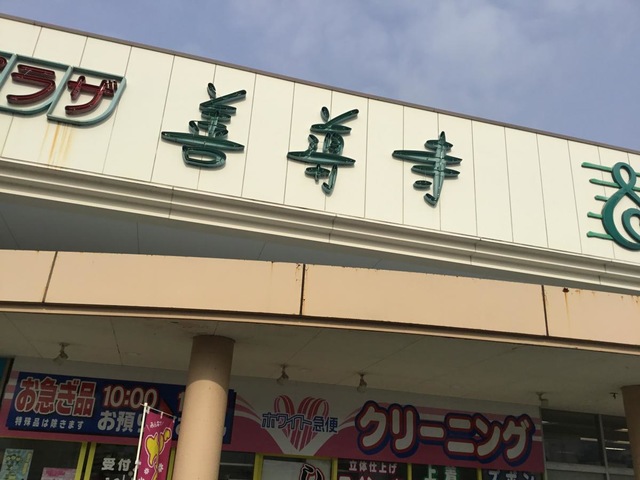 プラザ 善導寺
お急ぎ品 10:00
特殊品は除きます
お預り
ホワイト急便
クリーニング
受付
立体仕上げ